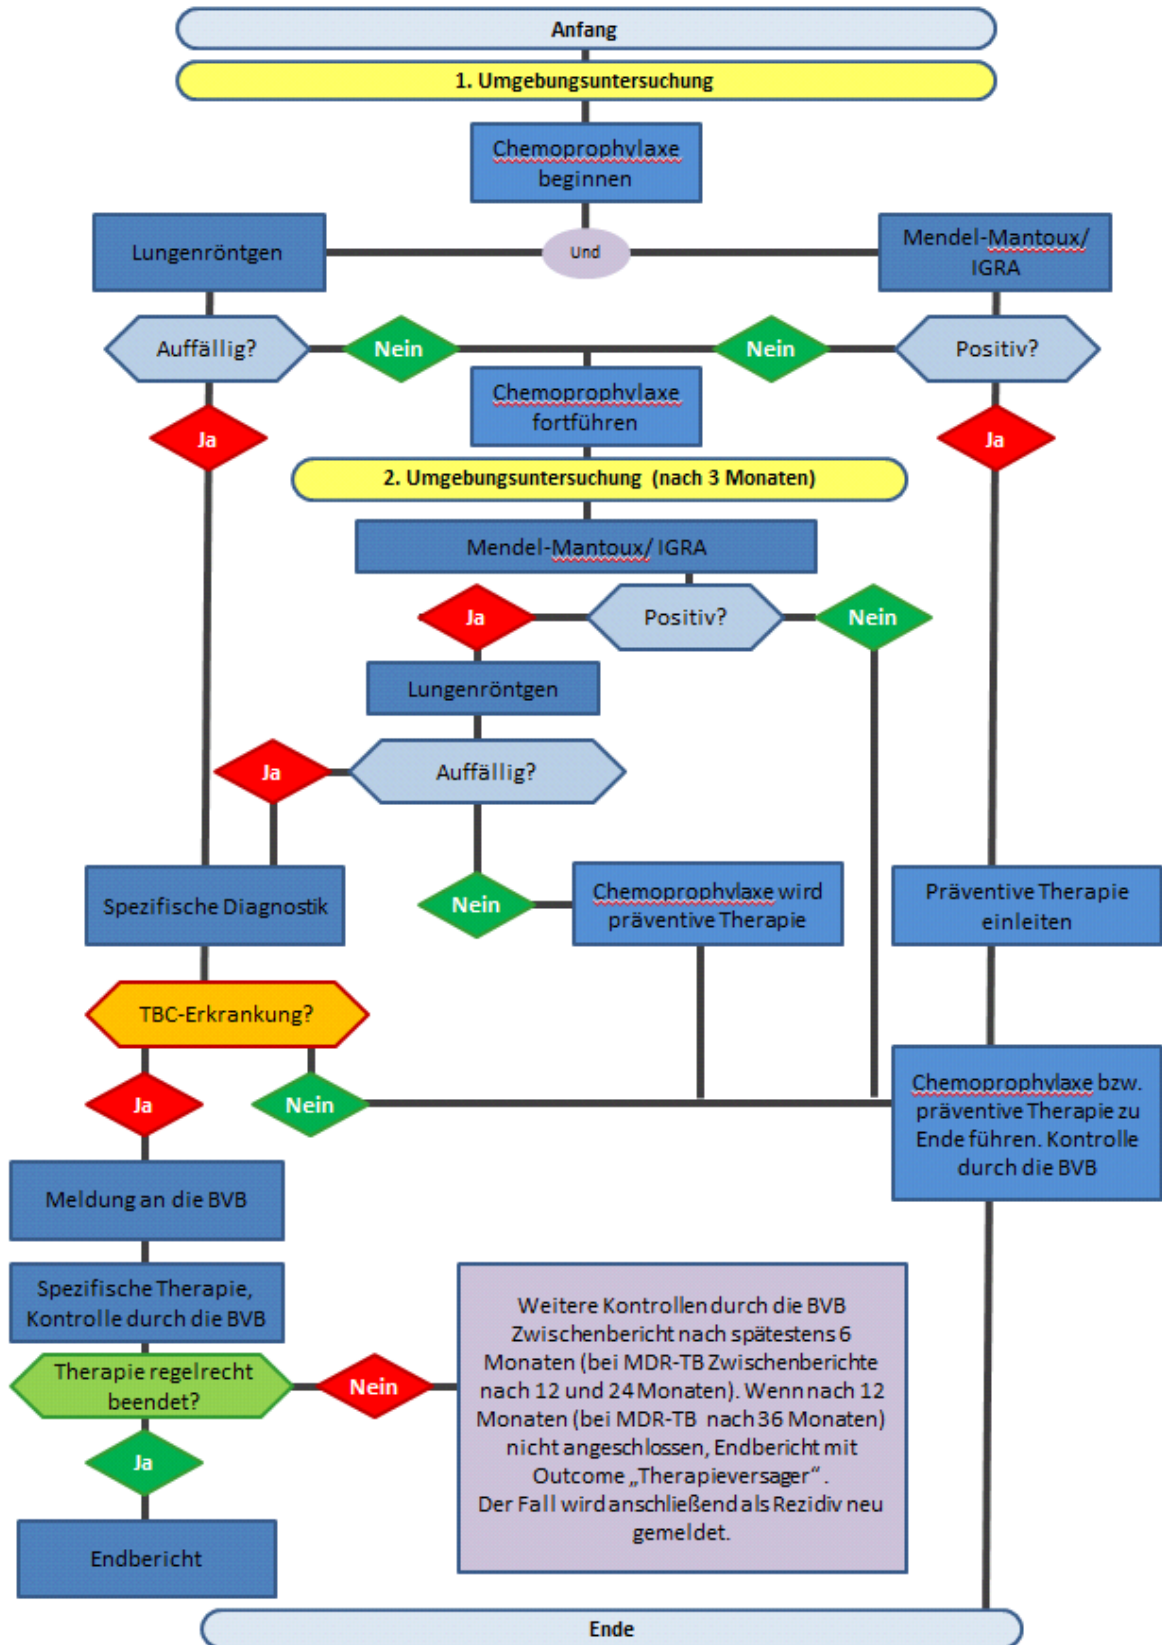 Anfang
1. Umgebungsuntersuchung
Chemoprophylaxe
beginnen
Lungenröntgen
Und
Mendel-Mantoux/
IGRA
Auffällig?
Nein
Nein
Positiv?
Chemoprophylaxe
fortführen
Ja
Ja
2. Umgebungsuntersuchung (nach 3 Monaten)
Mendel-Mantoux/ IGRA
Ja
Positiv?
Nein
Lungenröntgen
Ja
Auffällig?
Spezifische Diagnostik
Nein
Chemoprophylaxe wird
präventive Therapie
Präventive Therapie
einleiten
TBC-Erkrankung?
Ja
Nein
Chemoprophylaxe bzw.
präventive Therapie zu
Ende führen. Kontrolle
durch die BVB
Meldung an die BVB
Spezifische Therapie,
Kontrolle durch die BVB
Therapie regelrecht
beendet?
Nein
Weitere Kontrollen durch die BVB
Zwischenbericht nach spätestens 6
Monaten (bei MDR-TB Zwischenberichte
nach 12 und 24 Monaten). Wenn nach 12
Monaten (bei MDR-TB nach 36 Monaten)
nicht angeschlossen, Endbericht mit
Outcome „Therapieversager“ .
Der Fall wird anschließend als Rezidiv neu
gemeldet.
Ja
Endbericht
Ende